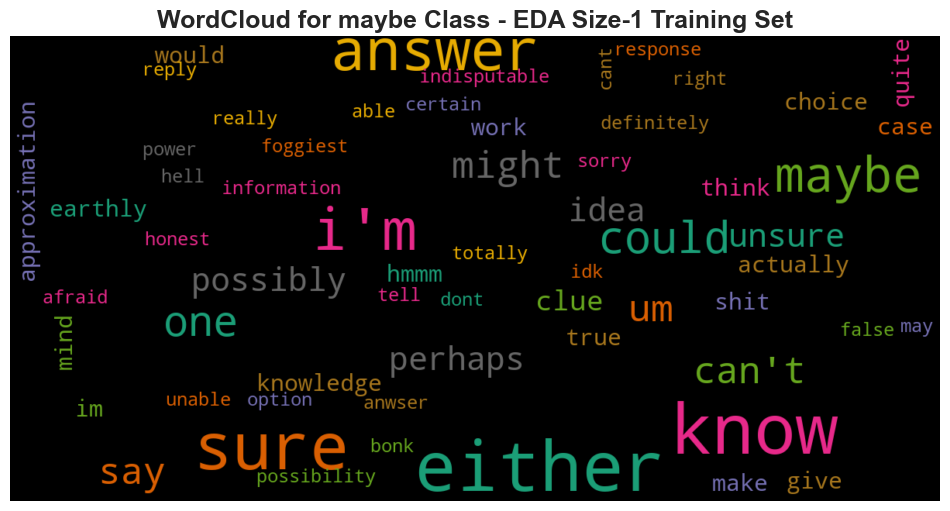 WordCloud for maybe Class - EDA Size-1 Training Set
answer
would
reply
indisputable
cant
response
right
quite
really
able
certain
work
choice
definitely
case
approximation
power
foggiest
hell
information
might
sorry
think
maybe
earthly
honest
i'm
idea
could
unsure
totally
actually
possibly
hmmm
idk
afraid
tell
dont
clue
um
shit
one
mind
true
false
may
perhaps
can't
knowledge
im
unable
option
anwser
know
sure
bonk
either
say
possibility
make
give